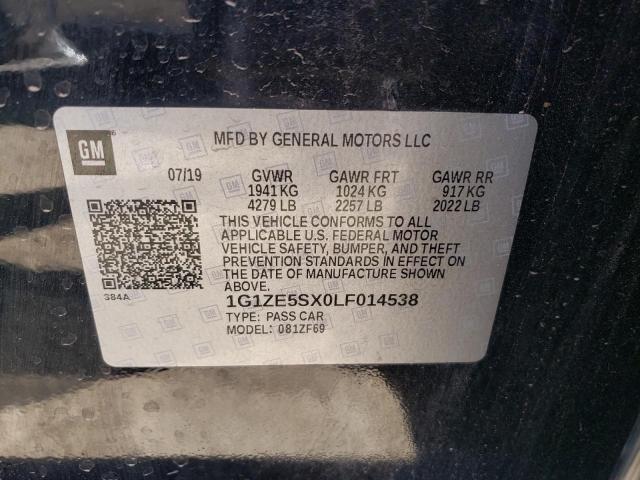 GM
MFD BY GENERAL MOTORS LLC
07/19 GVWR GAWR FRT GAWR RR
1941 KG 1024 KG 917 KG
4279 LB 2257 LB 2022 LB
THIS VEHICLE CONFORMS TO ALL
APPLICABLE U.S. FEDERAL MOTOR
VEHICLE SAFETY, BUMPER, AND THEFT
PREVENTION STANDARDS IN EFFECT ON
THE DATE OF MANUFACTURE SHOWN
ABOVE.
384A
1G1ZE5SX0LF014538
TYPE: PASS CAR
MODEL: 081ZF69